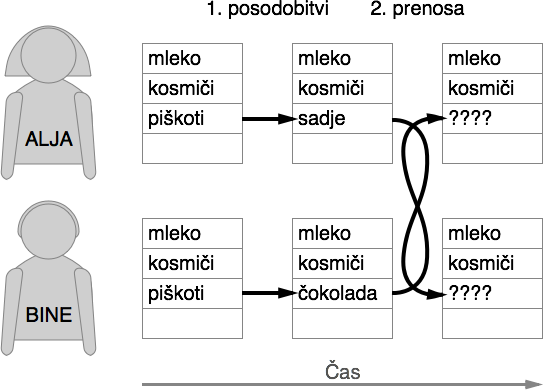 1. posodobitvi
2. prenosa
ALJA
mleko
kosmiči
piškoti
mleko
kosmiči
sadje
mleko
kosmiči
????
BINE
mleko
kosmiči
piškoti
mleko
kosmiči
čokolada
mleko
kosmiči
????
Čas